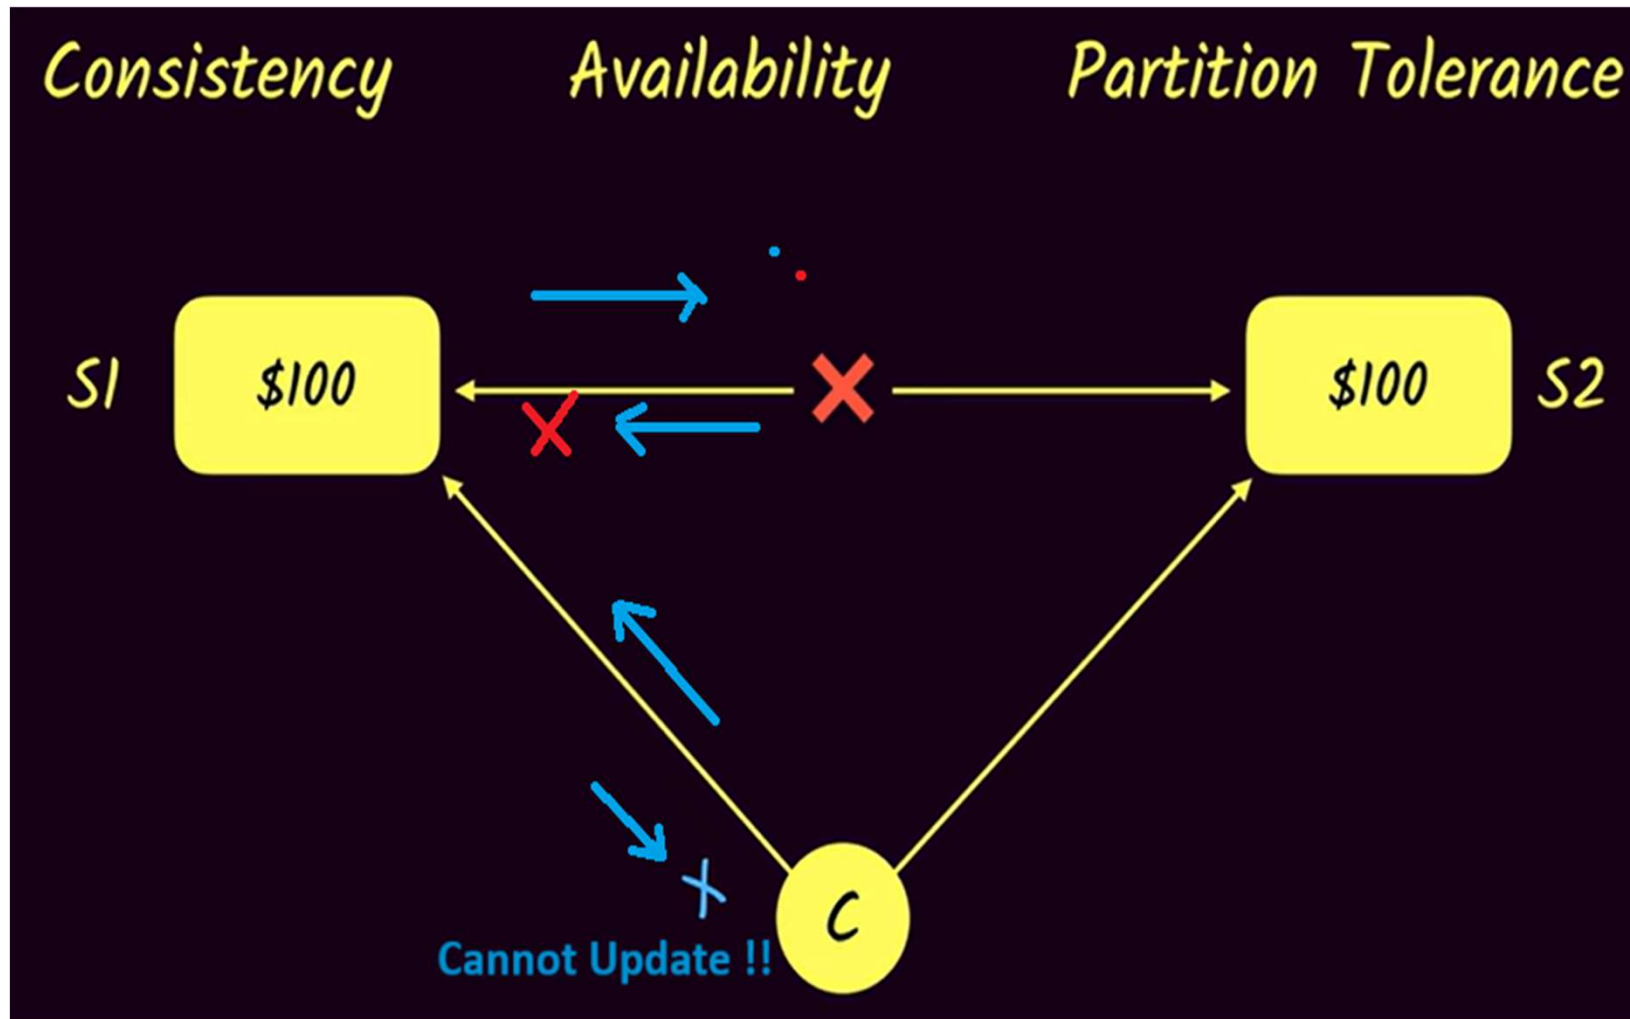 Consistency Availability Partition Tolerance
S1 $100 $100 S2
C
Cannot Update !!